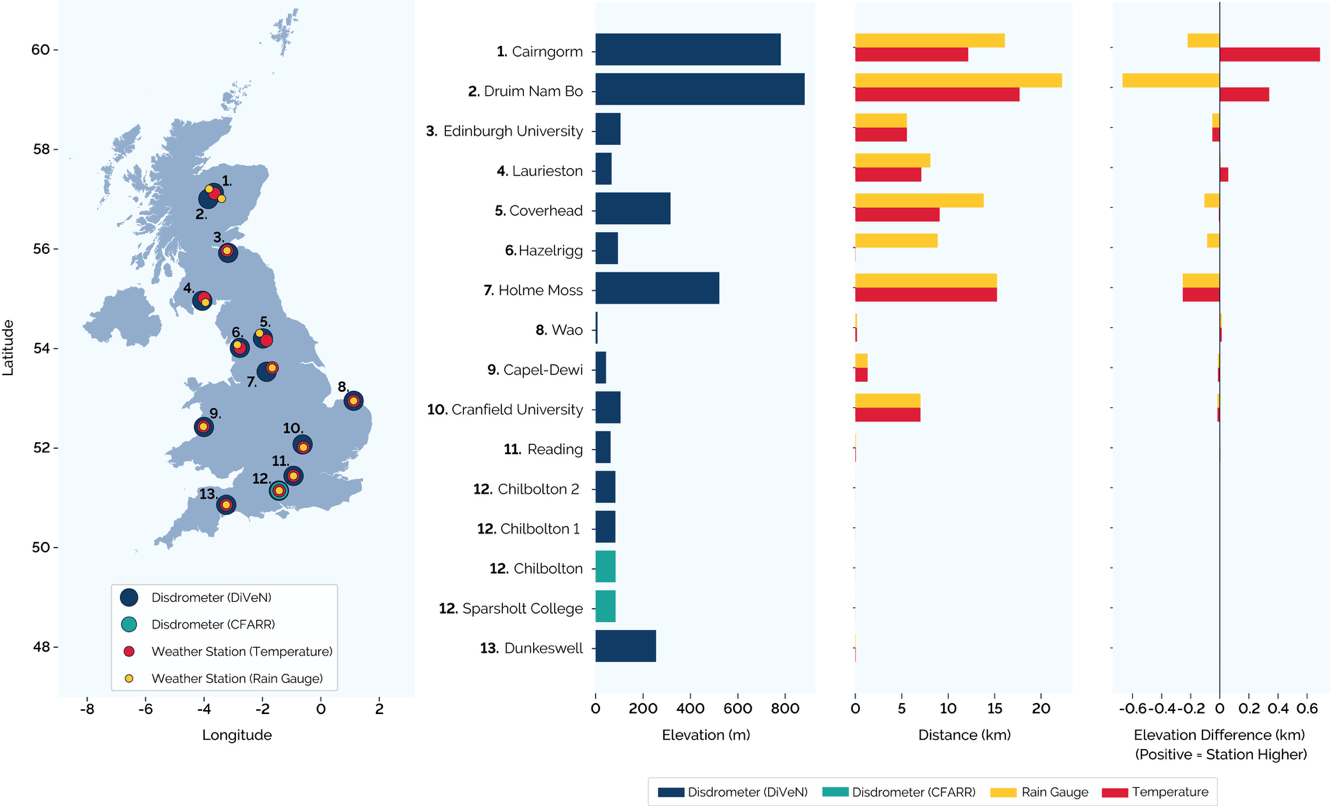 60
58
56
54
52
50
48
Latitude
1.
2.
3.
4.
5.
6.
7.
8.
9.
10.
11.
12.
13.
Disdrometer (DiVeN)
Disdrometer (CFARR)
Weather Station (Temperature)
Weather Station (Rain Gauge)
-8 -6 -4 -2 0 2
Longitude
1. Cairngorm
2. Druim Nam Bo
3. Edinburgh University
4. Laurieston
5. Coverhead
6. Hazelrigg
7. Holme Moss
8. Wao
9. Capel-Dewi
10. Cranfield University
11. Reading
12. Chilbolton 2
12. Chilbolton 1
12. Chilbolton
12. Sparsholt College
13. Dunkeswell
0 200 400 600 800
Elevation (m)
0 5 10 15 20
Distance (km)
-0.6 -0.4 -0.2 0 0.2 0.4 0.6
Elevation Difference (km)
(Positive = Station Higher)
Disdrometer (DiVeN) Disdrometer (CFARR) Rain Gauge Temperature